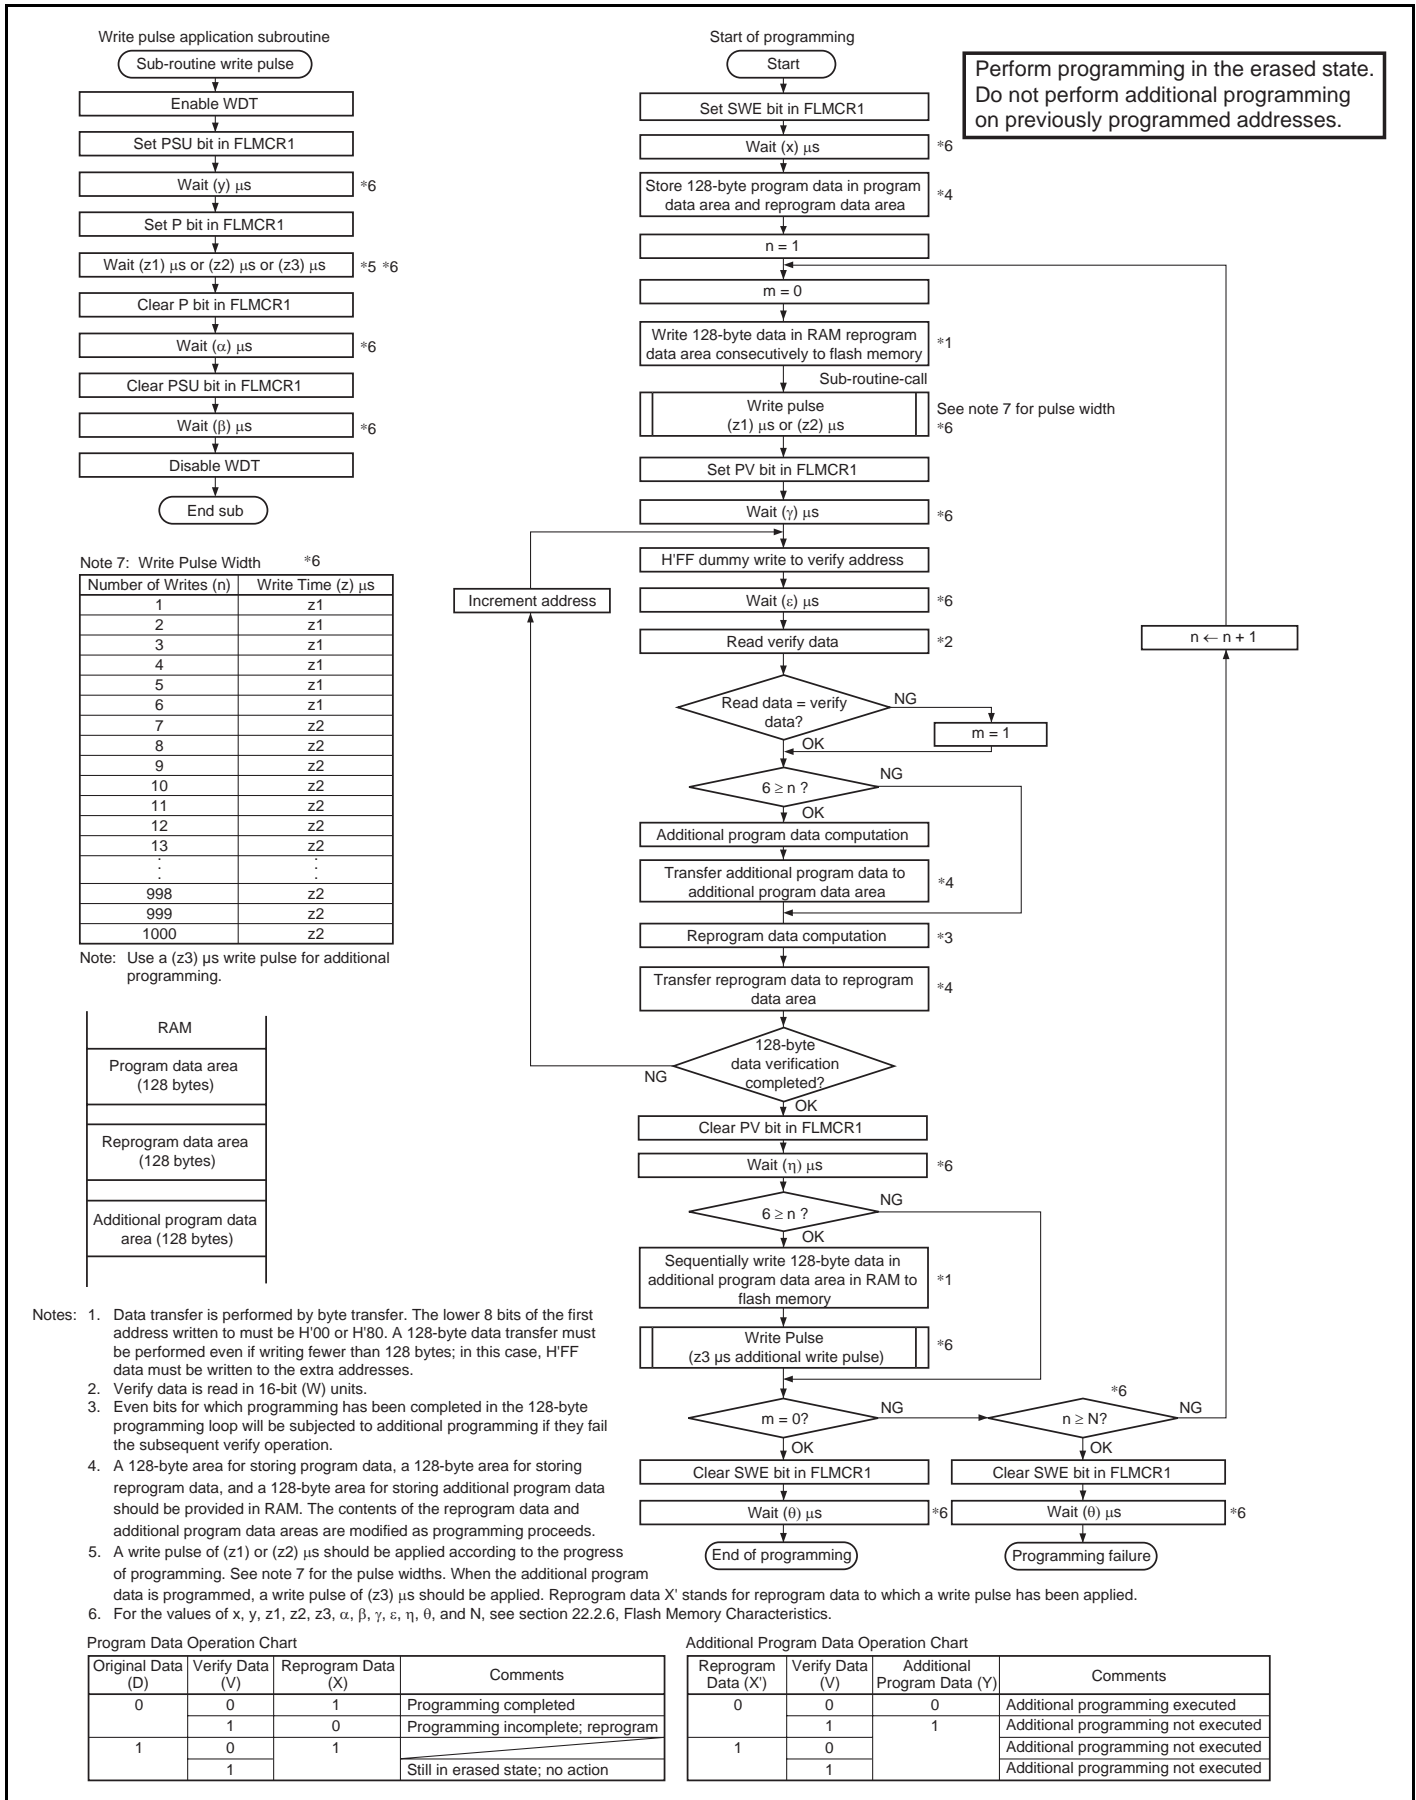 Write pulse application subroutine
Sub-routine write pulse
Enable WDT
Set PSU bit in FLMCR1
Wait (y) μs *6
Set P bit in FLMCR1
Wait (z1) μs or (z2) μs or (z3) μs *5 *6
Clear P bit in FLMCR1
Wait (α) μs *6
Clear PSU bit in FLMCR1
Wait (β) μs *6
Disable WDT
End sub
Note 7: Write Pulse Width *6
Number of Writes (n) Write Time (z) μs
1 z1
2 z1
3 z1
4 z1
5 z1
6 z1
7 z2
8 z2
9 z2
10 z2
11 z2
12 z2
13 z2
⋮ ⋮
998 z2
999 z2
1000 z2
Note: Use a (z3) μs write pulse for additional
programming.
RAM
Program data area
(128 bytes)
Reprogram data area
(128 bytes)
Additional program data
area (128 bytes)
Start of programming
Start
Set SWE bit in FLMCR1
Wait (x) μs *6
Store 128-byte program data in program
data area and reprogram data area *4
n = 1
m = 0
Write 128-byte data in RAM reprogram
data area consecutively to flash memory *1
Sub-routine-call
Write pulse
(z1) μs or (z2) μs
See note 7 for pulse width
*6
Set PV bit in FLMCR1
Wait (γ) μs *6
H'FF dummy write to verify address
Wait (ε) μs *6
Increment address
Read verify data *2
n ← n + 1
Read data = verify
data?
NG
m = 1
OK
6 ≥ n ?
NG
OK
Additional program data computation
Transfer additional program data to
additional program data area *4
Reprogram data computation *3
Transfer reprogram data to reprogram
data area *4
128-byte
data verification
completed?
NG
OK
Clear PV bit in FLMCR1
Wait (η) μs *6
6 ≥ n ?
NG
OK
Sequentially write 128-byte data in
additional program data area in RAM to
flash memory *1
Write Pulse
(z3 μs additional write pulse) *6
m = 0?
NG
OK
n ≥ N?
*6
NG
OK
Clear SWE bit in FLMCR1
Wait (θ) μs *6
End of programming
Clear SWE bit in FLMCR1
Wait (θ) μs *6
Programming failure
Perform programming in the erased state.
Do not perform additional programming
on previously programmed addresses.
Notes: 1. Data transfer is performed by byte transfer. The lower 8 bits of the first
address written to must be H'00 or H'80. A 128-byte data transfer must
be performed even if writing fewer than 128 bytes; in this case, H'FF
data must be written to the extra addresses.
2. Verify data is read in 16-bit (W) units.
3. Even bits for which programming has been completed in the 128-byte
programming loop will be subjected to additional programming if they fail
the subsequent verify operation.
4. A 128-byte area for storing program data, a 128-byte area for storing
reprogram data, and a 128-byte area for storing additional program data
should be provided in RAM. The contents of the reprogram data and
additional program data areas are modified as programming proceeds.
5. A write pulse of (z1) or (z2) μs should be applied according to the progress
of programming. See note 7 for the pulse widths. When the additional program
data is programmed, a write pulse of (z3) μs should be applied. Reprogram data X' stands for reprogram data to which a write pulse has been applied.
6. For the values of x, y, z1, z2, z3, α, β, γ, ε, η, θ, and N, see section 22.2.6, Flash Memory Characteristics.
Program Data Operation Chart
Original Data (D) Verify Data (V) Reprogram Data (X) Comments
0 0 1 Programming completed
1 0 Programming incomplete; reprogram
1 0 1
1 Still in erased state; no action
Additional Program Data Operation Chart
Reprogram Data (X') Verify Data (V) Additional Program Data (Y) Comments
0 0 0 Additional programming executed
1 1 Additional programming not executed
1 0 Additional programming not executed
1 Additional programming not executed